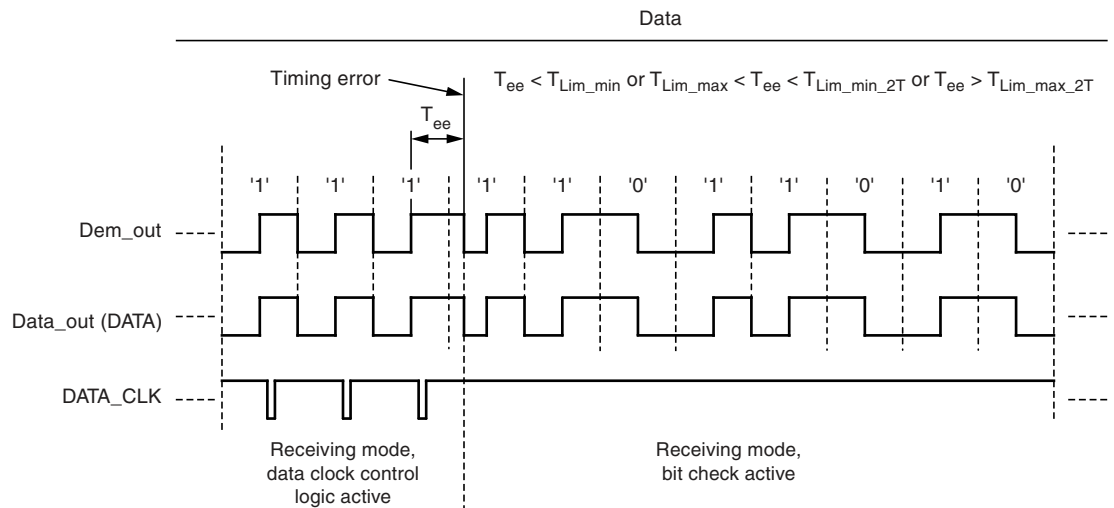 Data
Timing error
T_ee < T_Lim_min or T_Lim_max < T_ee < T_Lim_min_2T or T_ee > T_Lim_max_2T
T_ee
'1' '1' '1' '1' '1' '0' '1' '1' '0' '1' '0'
Dem_out
Data_out (DATA)
DATA_CLK
Receiving mode,
data clock control
logic active
Receiving mode,
bit check active